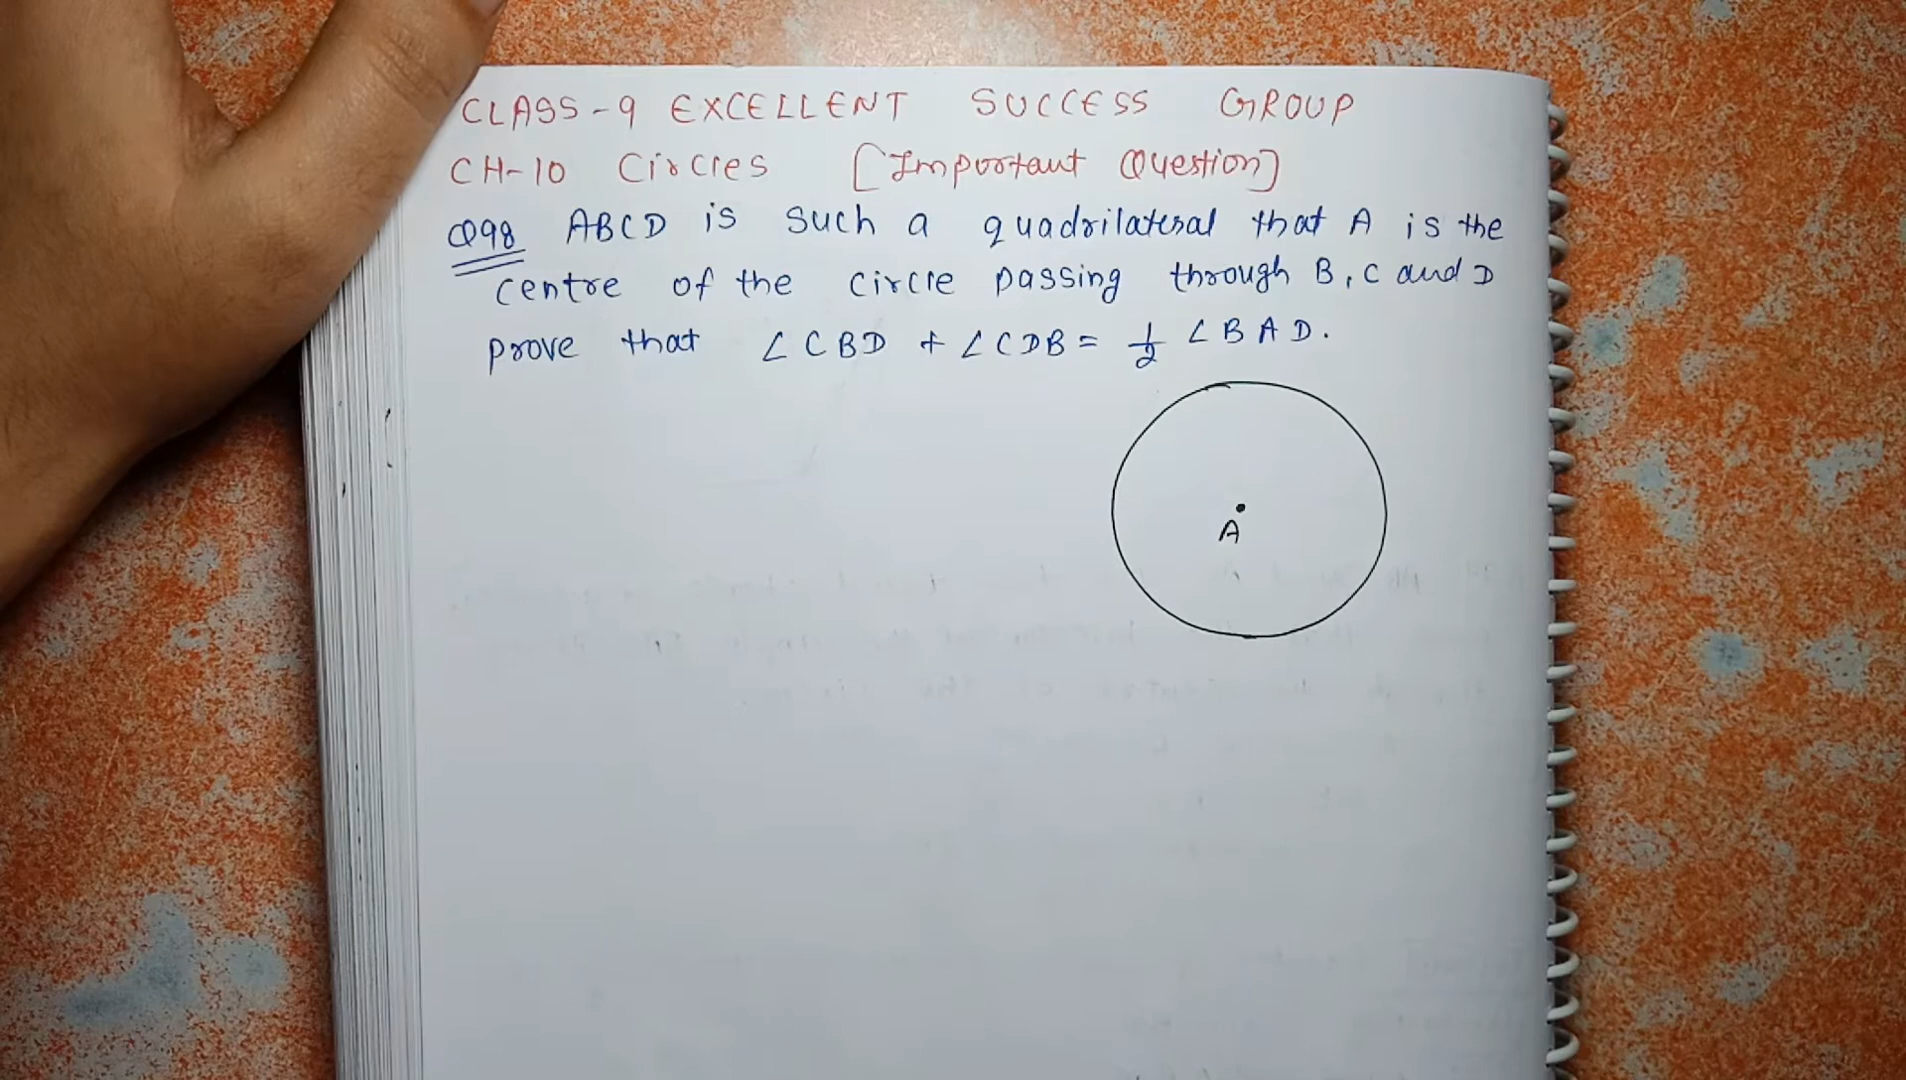 CLASS-9 EXCELLENT SUCCESS GROUP
CH-10 Circles [Important Question]
Q98 ABCD is such a quadrilateral that A is the
centre of the circle passing through B, C and D
prove that ∠CBD + ∠CDB = 1/2 ∠BAD.
A